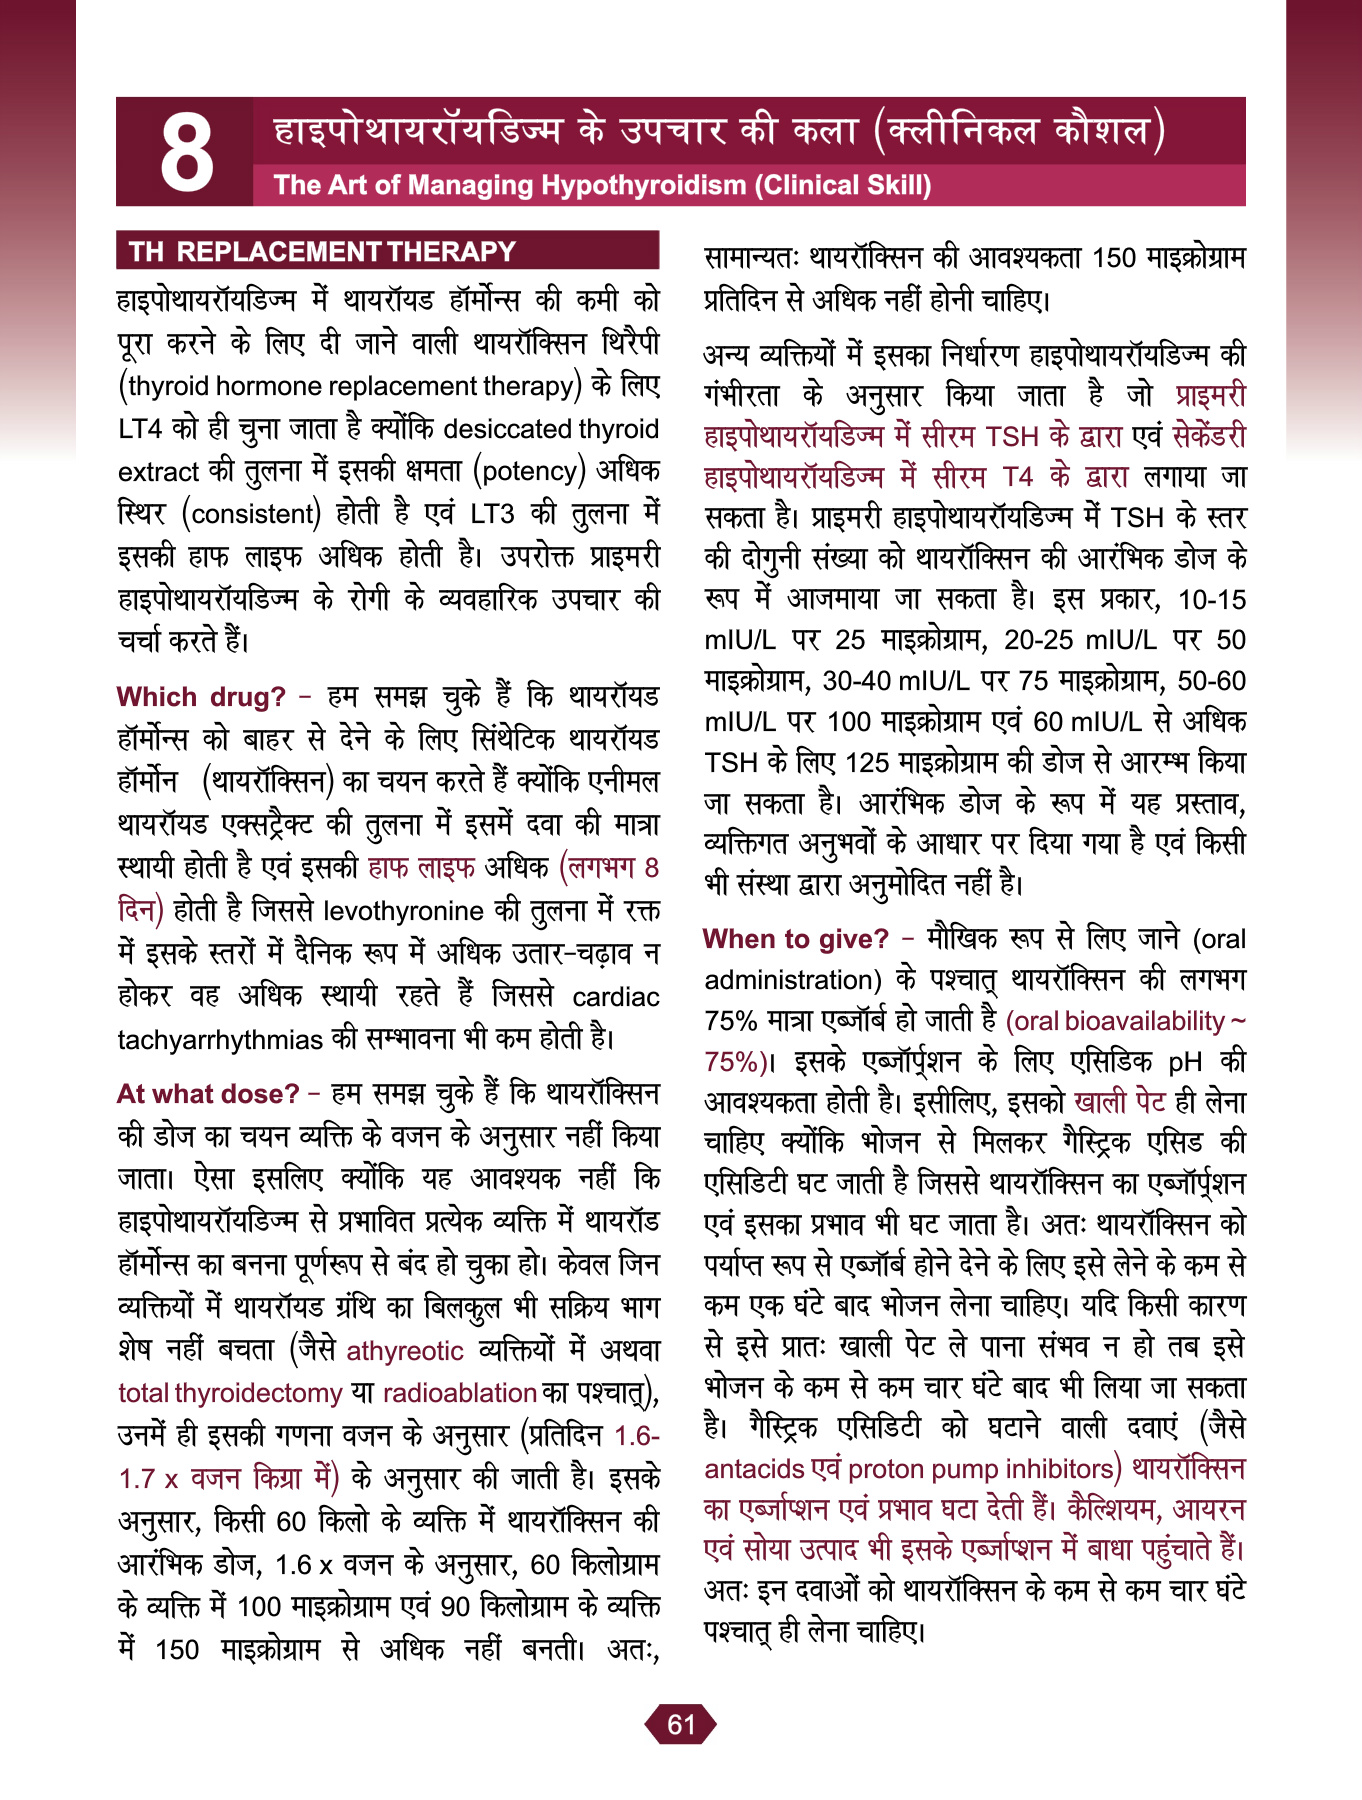 8
हाइपोथायरॉयडिज्म के उपचार की कला (क्लीनिकल कौशल)
The Art of Managing Hypothyroidism (Clinical Skill)
TH REPLACEMENT THERAPY
हाइपोथायरॉयडिज्म में थायरॉयड हॉर्मोन्स की कमी को
पूरा करने के लिए दी जाने वाली थायरॉक्सिन थिरैपी
(thyroid hormone replacement therapy) के लिए
LT4 को ही चुना जाता है क्योंकि desiccated thyroid
extract की तुलना में इसकी क्षमता (potency) अधिक
स्थिर (consistent) होती है एवं LT3 की तुलना में
इसकी हाफ लाइफ अधिक होती है। उपरोक्त प्राइमरी
हाइपोथायरॉयडिज्म के रोगी के व्यवहारिक उपचार की
चर्चा करते हैं।
Which drug? – हम समझ चुके हैं कि थायरॉयड
हॉर्मोन्स को बाहर से देने के लिए सिंथेटिक थायरॉयड
हॉर्मोन (थायरॉक्सिन) का चयन करते हैं क्योंकि एनीमल
थायरॉयड एक्सट्रैक्ट की तुलना में इसमें दवा की मात्रा
स्थायी होती है एवं इसकी हाफ लाइफ अधिक (लगभग 8
दिन) होती है जिससे levothyronine की तुलना में रक्त
में इसके स्तरों में दैनिक रूप में अधिक उतार-चढ़ाव न
होकर वह अधिक स्थायी रहते हैं जिससे cardiac
tachyarrhythmias की सम्भावना भी कम होती है।
At what dose? – हम समझ चुके हैं कि थायरॉक्सिन
की डोज का चयन व्यक्ति के वजन के अनुसार नहीं किया
जाता। ऐसा इसलिए क्योंकि यह आवश्यक नहीं कि
हाइपोथायरॉयडिज्म से प्रभावित प्रत्येक व्यक्ति में थायरॉड
हॉर्मोन्स का बनना पूर्णरूप से बंद हो चुका हो। केवल जिन
व्यक्तियों में थायरॉयड ग्रंथि का बिलकुल भी सक्रिय भाग
शेष नहीं बचता (जैसे athyreotic व्यक्तियों में अथवा
total thyroidectomy या radioablation का पश्चात्),
उनमें ही इसकी गणना वजन के अनुसार (प्रतिदिन 1.6-
1.7 x वजन किग्रा में) के अनुसार की जाती है। इसके
अनुसार, किसी 60 किलो के व्यक्ति में थायरॉक्सिन की
आरंभिक डोज, 1.6 x वजन के अनुसार, 60 किलोग्राम
के व्यक्ति में 100 माइक्रोग्राम एवं 90 किलोग्राम के व्यक्ति
में 150 माइक्रोग्राम से अधिक नहीं बनती। अतः,
सामान्यतः थायरॉक्सिन की आवश्यकता 150 माइक्रोग्राम
प्रतिदिन से अधिक नहीं होनी चाहिए।
अन्य व्यक्तियों में इसका निर्धारण हाइपोथायरॉयडिज्म की
गंभीरता के अनुसार किया जाता है जो प्राइमरी
हाइपोथायरॉयडिज्म में सीरम TSH के द्वारा एवं सेकेंडरी
हाइपोथायरॉयडिज्म में सीरम T4 के द्वारा लगाया जा
सकता है। प्राइमरी हाइपोथायरॉयडिज्म में TSH के स्तर
की दोगुनी संख्या को थायरॉक्सिन की आरंभिक डोज के
रूप में आजमाया जा सकता है। इस प्रकार, 10-15
mIU/L पर 25 माइक्रोग्राम, 20-25 mIU/L पर 50
माइक्रोग्राम, 30-40 mIU/L पर 75 माइक्रोग्राम, 50-60
mIU/L पर 100 माइक्रोग्राम एवं 60 mIU/L से अधिक
TSH के लिए 125 माइक्रोग्राम की डोज से आरम्भ किया
जा सकता है। आरंभिक डोज के रूप में यह प्रस्ताव,
व्यक्तिगत अनुभवों के आधार पर दिया गया है एवं किसी
भी संस्था द्वारा अनुमोदित नहीं है।
When to give? – मौखिक रूप से लिए जाने (oral
administration) के पश्चात् थायरॉक्सिन की लगभग
75% मात्रा एब्जॉर्ब हो जाती है (oral bioavailability ~
75%)। इसके एब्जॉर्प्शन के लिए एसिडिक pH की
आवश्यकता होती है। इसीलिए, इसको खाली पेट ही लेना
चाहिए क्योंकि भोजन से मिलकर गैस्ट्रिक एसिड की
एसिडिटी घट जाती है जिससे थायरॉक्सिन का एब्जॉर्प्शन
एवं इसका प्रभाव भी घट जाता है। अतः थायरॉक्सिन को
पर्याप्त रूप से एब्जॉर्ब होने देने के लिए इसे लेने के कम से
कम एक घंटे बाद भोजन लेना चाहिए। यदि किसी कारण
से इसे प्रातः खाली पेट ले पाना संभव न हो तब इसे
भोजन के कम से कम चार घंटे बाद भी लिया जा सकता
है। गैस्ट्रिक एसिडिटी को घटाने वाली दवाएं (जैसे
antacids एवं proton pump inhibitors) थायरॉक्सिन
का एर्ब्जाप्शन एवं प्रभाव घटा देती हैं। कैल्शियम, आयरन
एवं सोया उत्पाद भी इसके एर्ब्जाप्शन में बाधा पहुंचाते हैं।
अतः इन दवाओं को थायरॉक्सिन के कम से कम चार घंटे
पश्चात् ही लेना चाहिए।
61